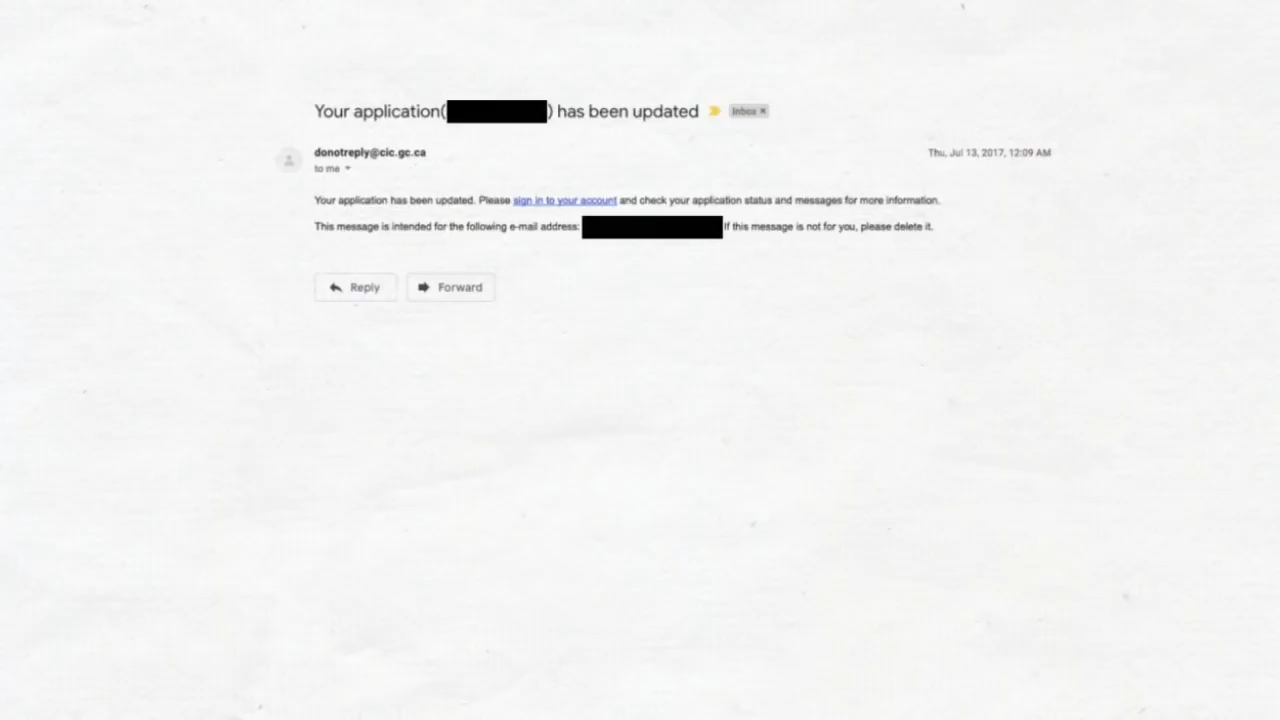 Your application( ) has been updated Inbox ×
donotreply@cic.gc.ca Thu, Jul 13, 2017, 12:09 AM
to me
Your application has been updated. Please sign in to your account and check your application status and messages for more information.
This message is intended for the following e-mail address: If this message is not for you, please delete it.
Reply Forward